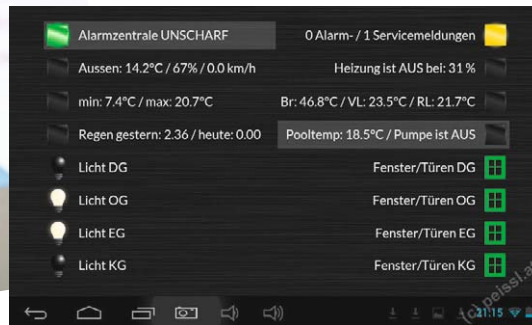 Alarmzentrale UNSCHARF
0 Alarm- / 1 Servicemeldungen
Aussen: 14.2°C / 67% / 0.0 km/h
Heizung ist AUS bei: 31 %
min: 7.4°C / max: 20.7°C
Br: 46.8°C / VL: 23.5°C / RL: 21.7°C
Regen gestern: 2.36 / heute: 0.00
Pooltemp: 18.5°C / Pumpe ist AUS
Licht DG
Fenster/Türen DG
Licht OG
Fenster/Türen OG
Licht EG
Fenster/Türen EG
Licht KG
Fenster/Türen KG
21:15
(c) peissl.at